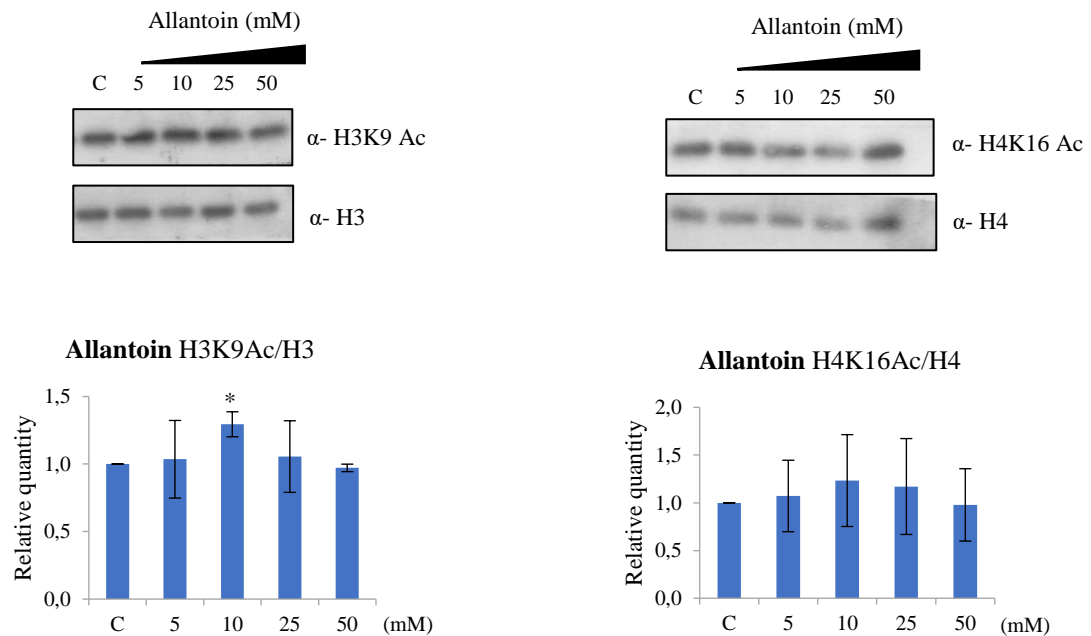 Allantoin (mM)
C 5 10 25 50
α- H3K9 Ac
α- H3
Allantoin (mM)
C 5 10 25 50
α- H4K16 Ac
α- H4
Allantoin H3K9Ac/H3
Relative quantity
1,5
1,0
0,5
0,0
*
C 5 10 25 50 (mM)
Allantoin H4K16Ac/H4
Relative quantity
2,0
1,5
1,0
0,5
0,0
C 5 10 25 50 (mM)